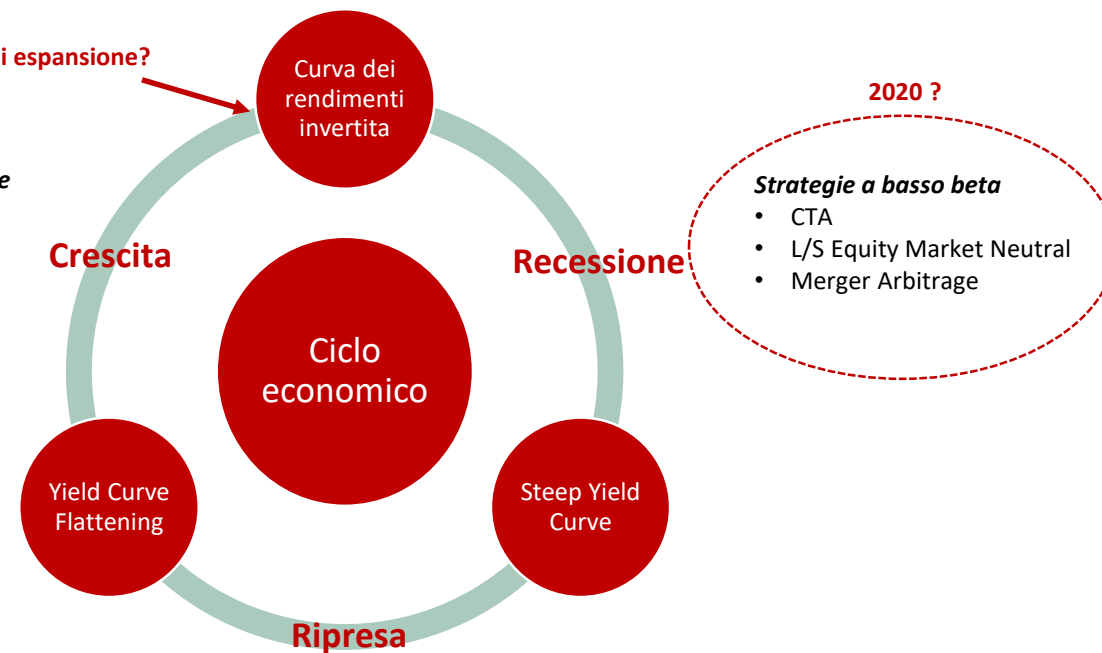 i espansione?
Curva dei
rendimenti
invertita
2020 ?
e
Strategie a basso beta
• CTA
• L/S Equity Market Neutral
• Merger Arbitrage
Crescita
Recessione
Ciclo
economico
Yield Curve
Flattening
Steep Yield
Curve
Ripresa